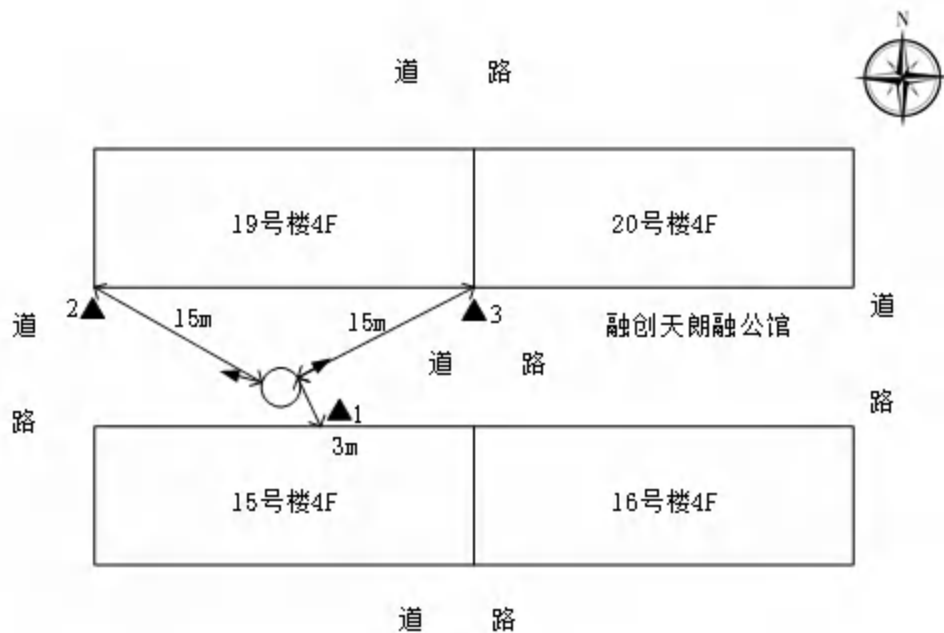 N
道 路
19号楼4F
20号楼4F
2
15m
15m
3
融创天朗融公馆
道 路
道 路
道 路
1
3m
15号楼4F
16号楼4F
道 路